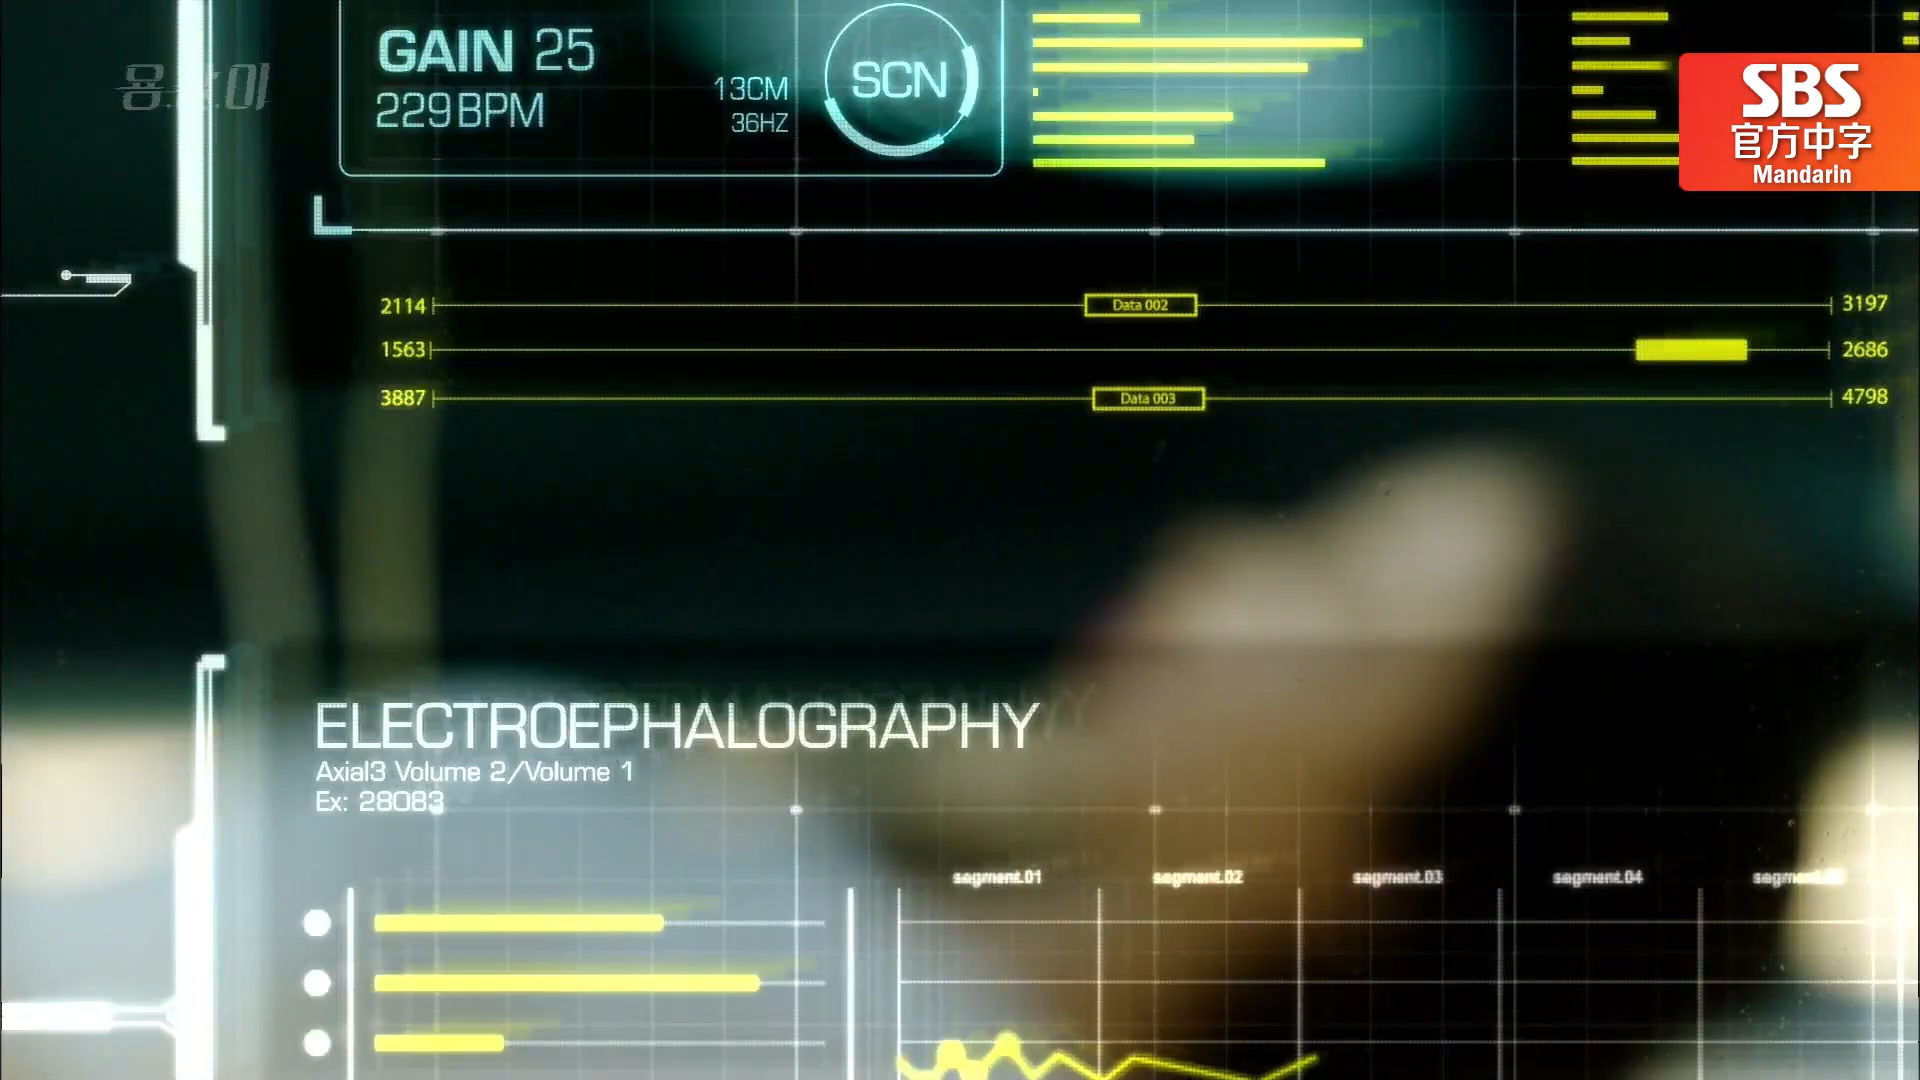 GAIN 25
229BPM
13CM
36HZ
SCN
SBS
官方中字
Mandarin
2114 Data 002 3197
1563 2686
3887 Data 003 4798
ELECTROEPHALOGRAPHY
Axial3 Volume 2/Volume 1
Ex: 28083
segment.01 segment.02 segment.03 segment.04